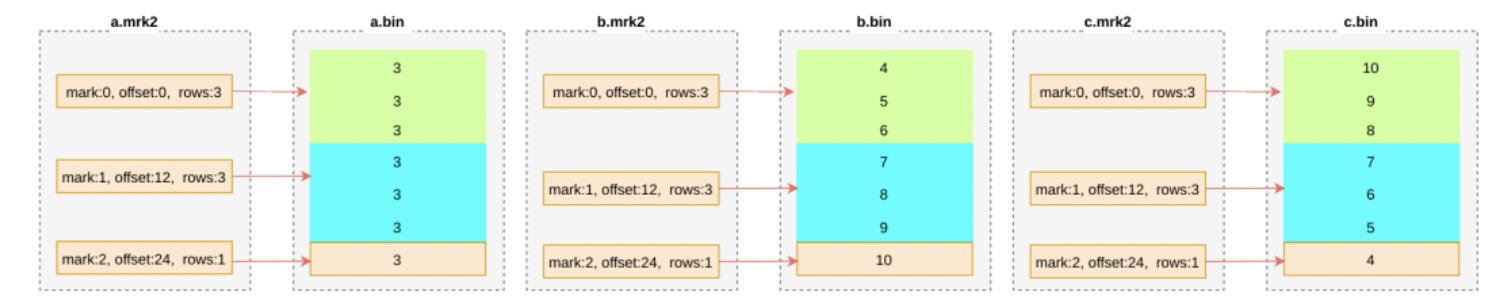 a.mrk2
mark:0, offset:0, rows:3
mark:1, offset:12, rows:3
mark:2, offset:24, rows:1
a.bin
3
3
3
3
3
3
3
b.mrk2
mark:0, offset:0, rows:3
mark:1, offset:12, rows:3
mark:2, offset:24, rows:1
b.bin
4
5
6
7
8
9
10
c.mrk2
mark:0, offset:0, rows:3
mark:1, offset:12, rows:3
mark:2, offset:24, rows:1
c.bin
10
9
8
7
6
5
4